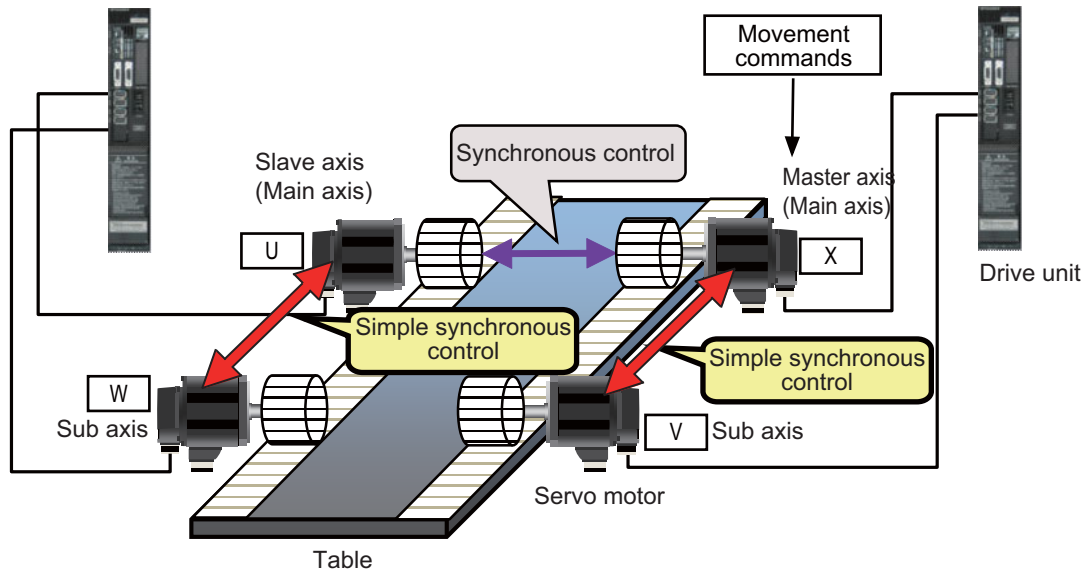 Movement
commands
Synchronous control
Slave axis
(Main axis)
Master axis
(Main axis)
U
X
Drive unit
Simple synchronous
control
Simple synchronous
control
W
Sub axis
V
Sub axis
Servo motor
Table